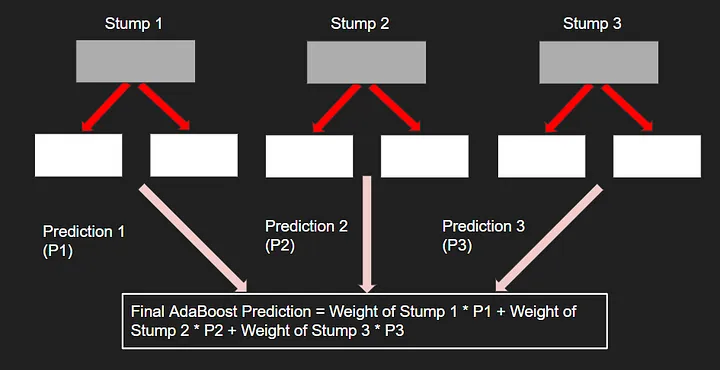 Stump 1
Stump 2
Stump 3
Prediction 1
(P1)
Prediction 2
(P2)
Prediction 3
(P3)
Final AdaBoost Prediction = Weight of Stump 1 * P1 + Weight of
Stump 2 * P2 + Weight of Stump 3 * P3